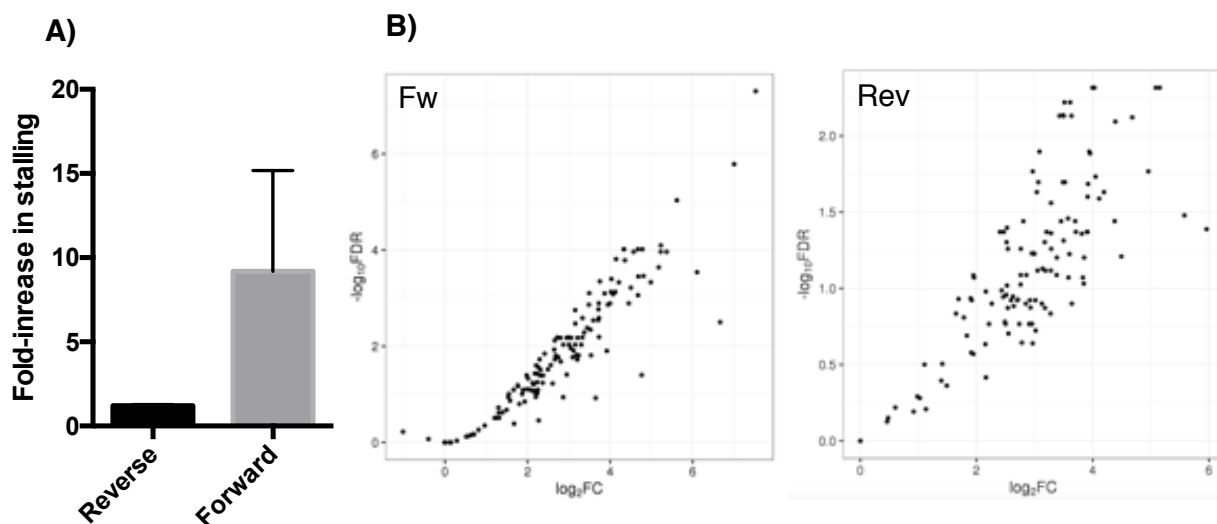 A)
B)
Fold-inrease in stalling
20
15
10
5
0
Reverse
Forward
Fw
6
4
2
0
-log₁₀FDR
0
2
4
6
log₂FC
Rev
2.0
1.5
1.0
0.5
0.0
-log₁₀FDR
0
2
4
6
log₂FC